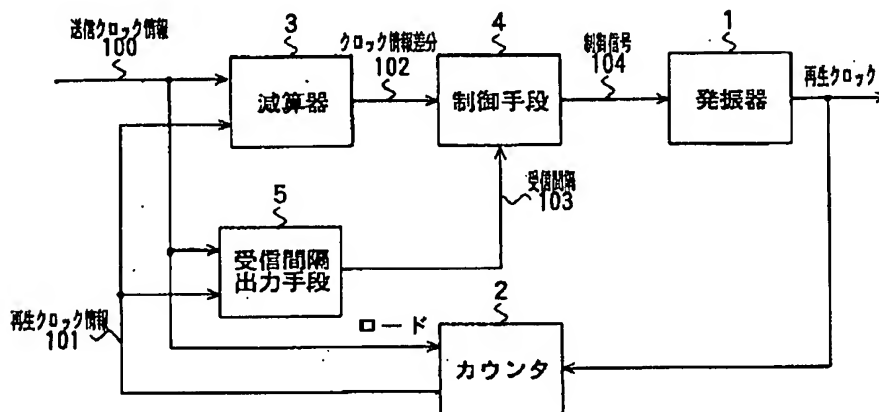 送信クロック情報
100
3
クロック情報差分
102
4
制御信号
104
1
再生クロック
減算器
制御手段
発振器
受信間隔
103
5
受信間隔
出力手段
2
再生クロック情報
101
ロード
カウンタ